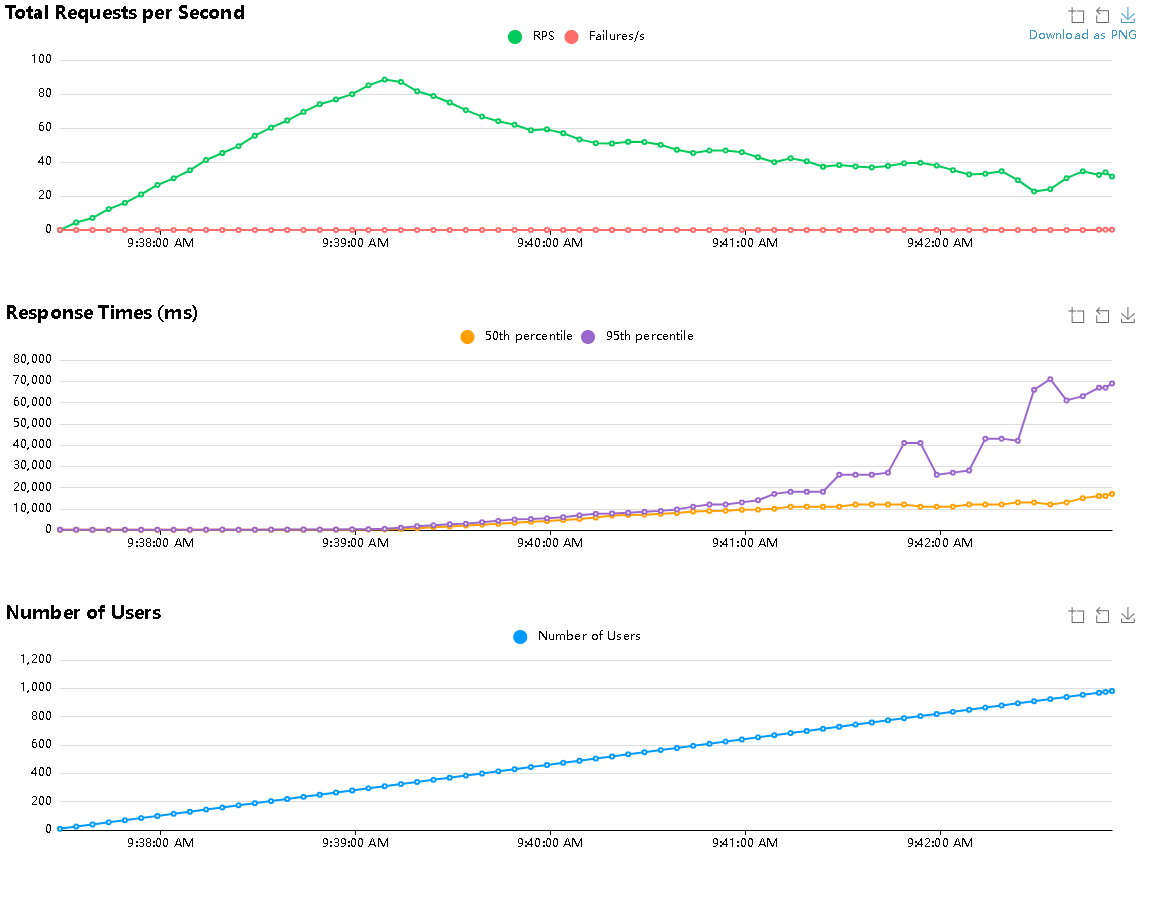 Total Requests per Second
Download as PNG
RPS Failures/s
100
80
60
40
20
0
9:38:00 AM 9:39:00 AM 9:40:00 AM 9:41:00 AM 9:42:00 AM
Response Times (ms)
50th percentile 95th percentile
80,000
70,000
60,000
50,000
40,000
30,000
20,000
10,000
0
9:38:00 AM 9:39:00 AM 9:40:00 AM 9:41:00 AM 9:42:00 AM
Number of Users
Number of Users
1,200
1,000
800
600
400
200
0
9:38:00 AM 9:39:00 AM 9:40:00 AM 9:41:00 AM 9:42:00 AM